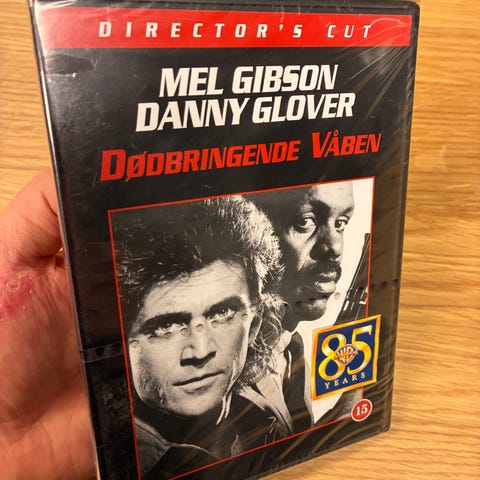 DIRECTOR'S CUT
MEL GIBSON
DANNY GLOVER
DØDBRINGENDE VÅBEN
85
YEARS
15